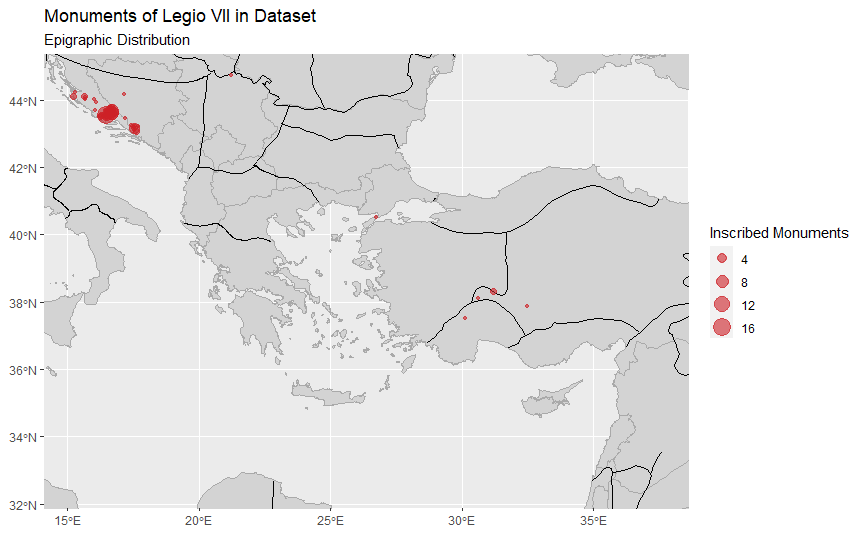 Monuments of Legio VII in Dataset
Epigraphic Distribution
44°N
42°N
40°N
38°N
36°N
34°N
32°N
15°E
20°E
25°E
30°E
35°E
Inscribed Monuments
4
8
12
16